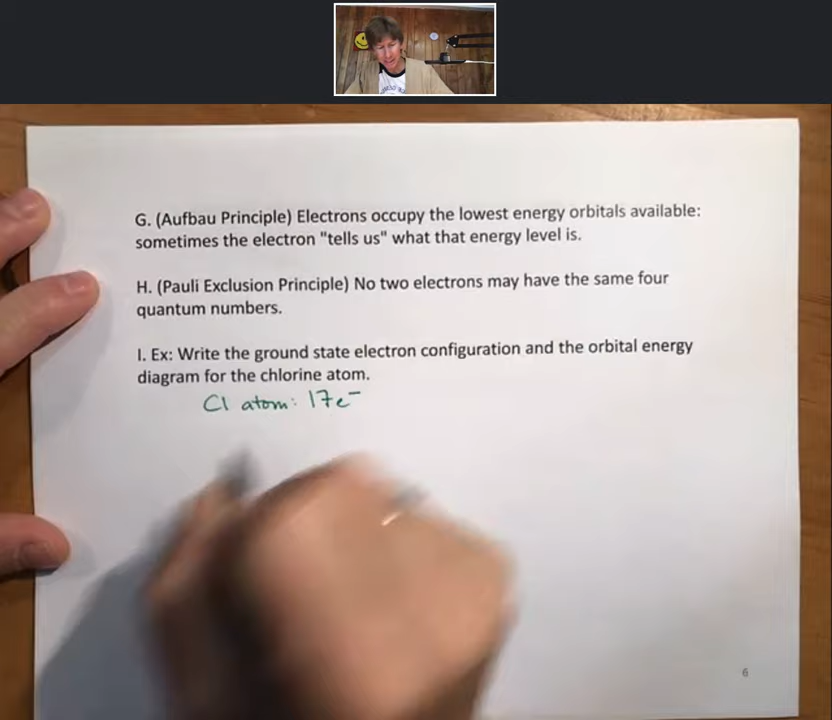 G. (Aufbau Principle) Electrons occupy the lowest energy orbitals available:
sometimes the electron "tells us" what that energy level is.
H. (Pauli Exclusion Principle) No two electrons may have the same four
quantum numbers.
I. Ex: Write the ground state electron configuration and the orbital energy
diagram for the chlorine atom.
Cl atom: 17e⁻
6